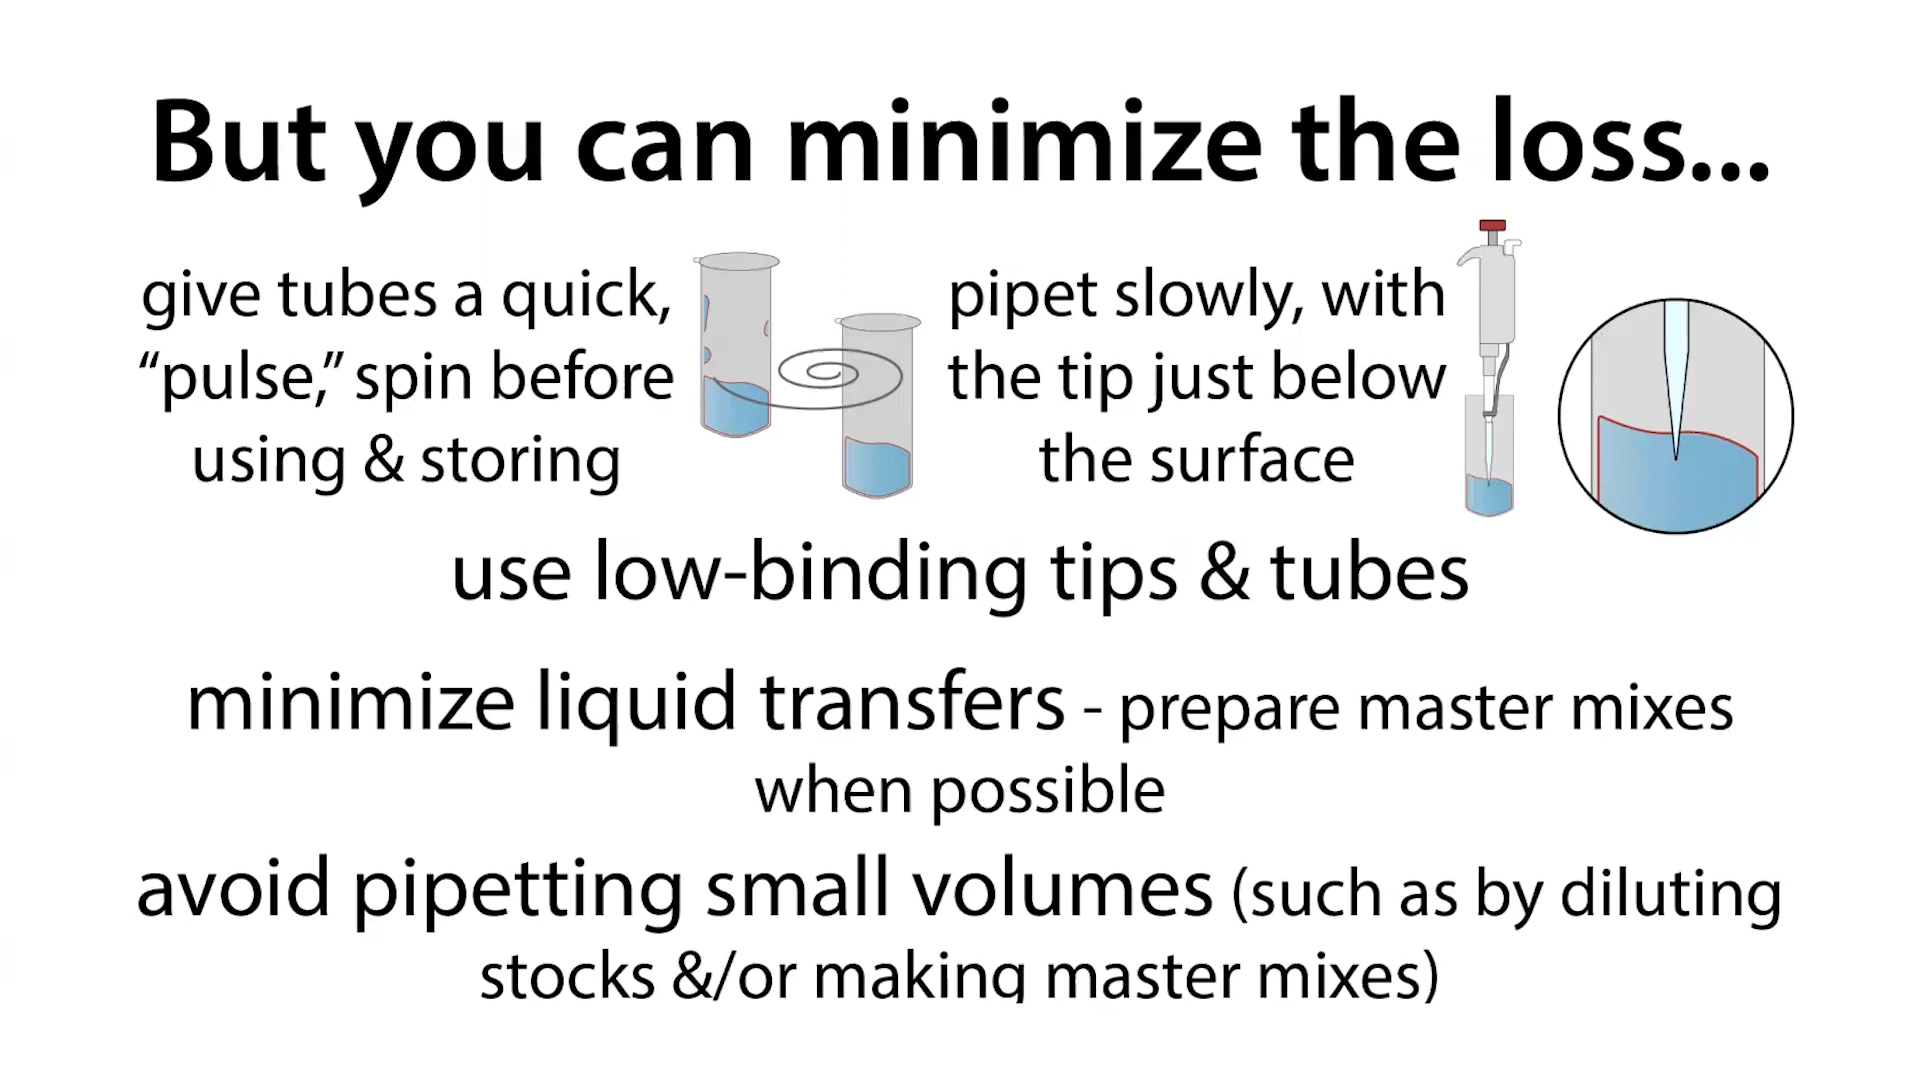 But you can minimize the loss...
give tubes a quick,
“pulse,” spin before
using & storing
pipet slowly, with
the tip just below
the surface
use low-binding tips & tubes
minimize liquid transfers - prepare master mixes
when possible
avoid pipetting small volumes (such as by diluting
stocks &/or making master mixes)